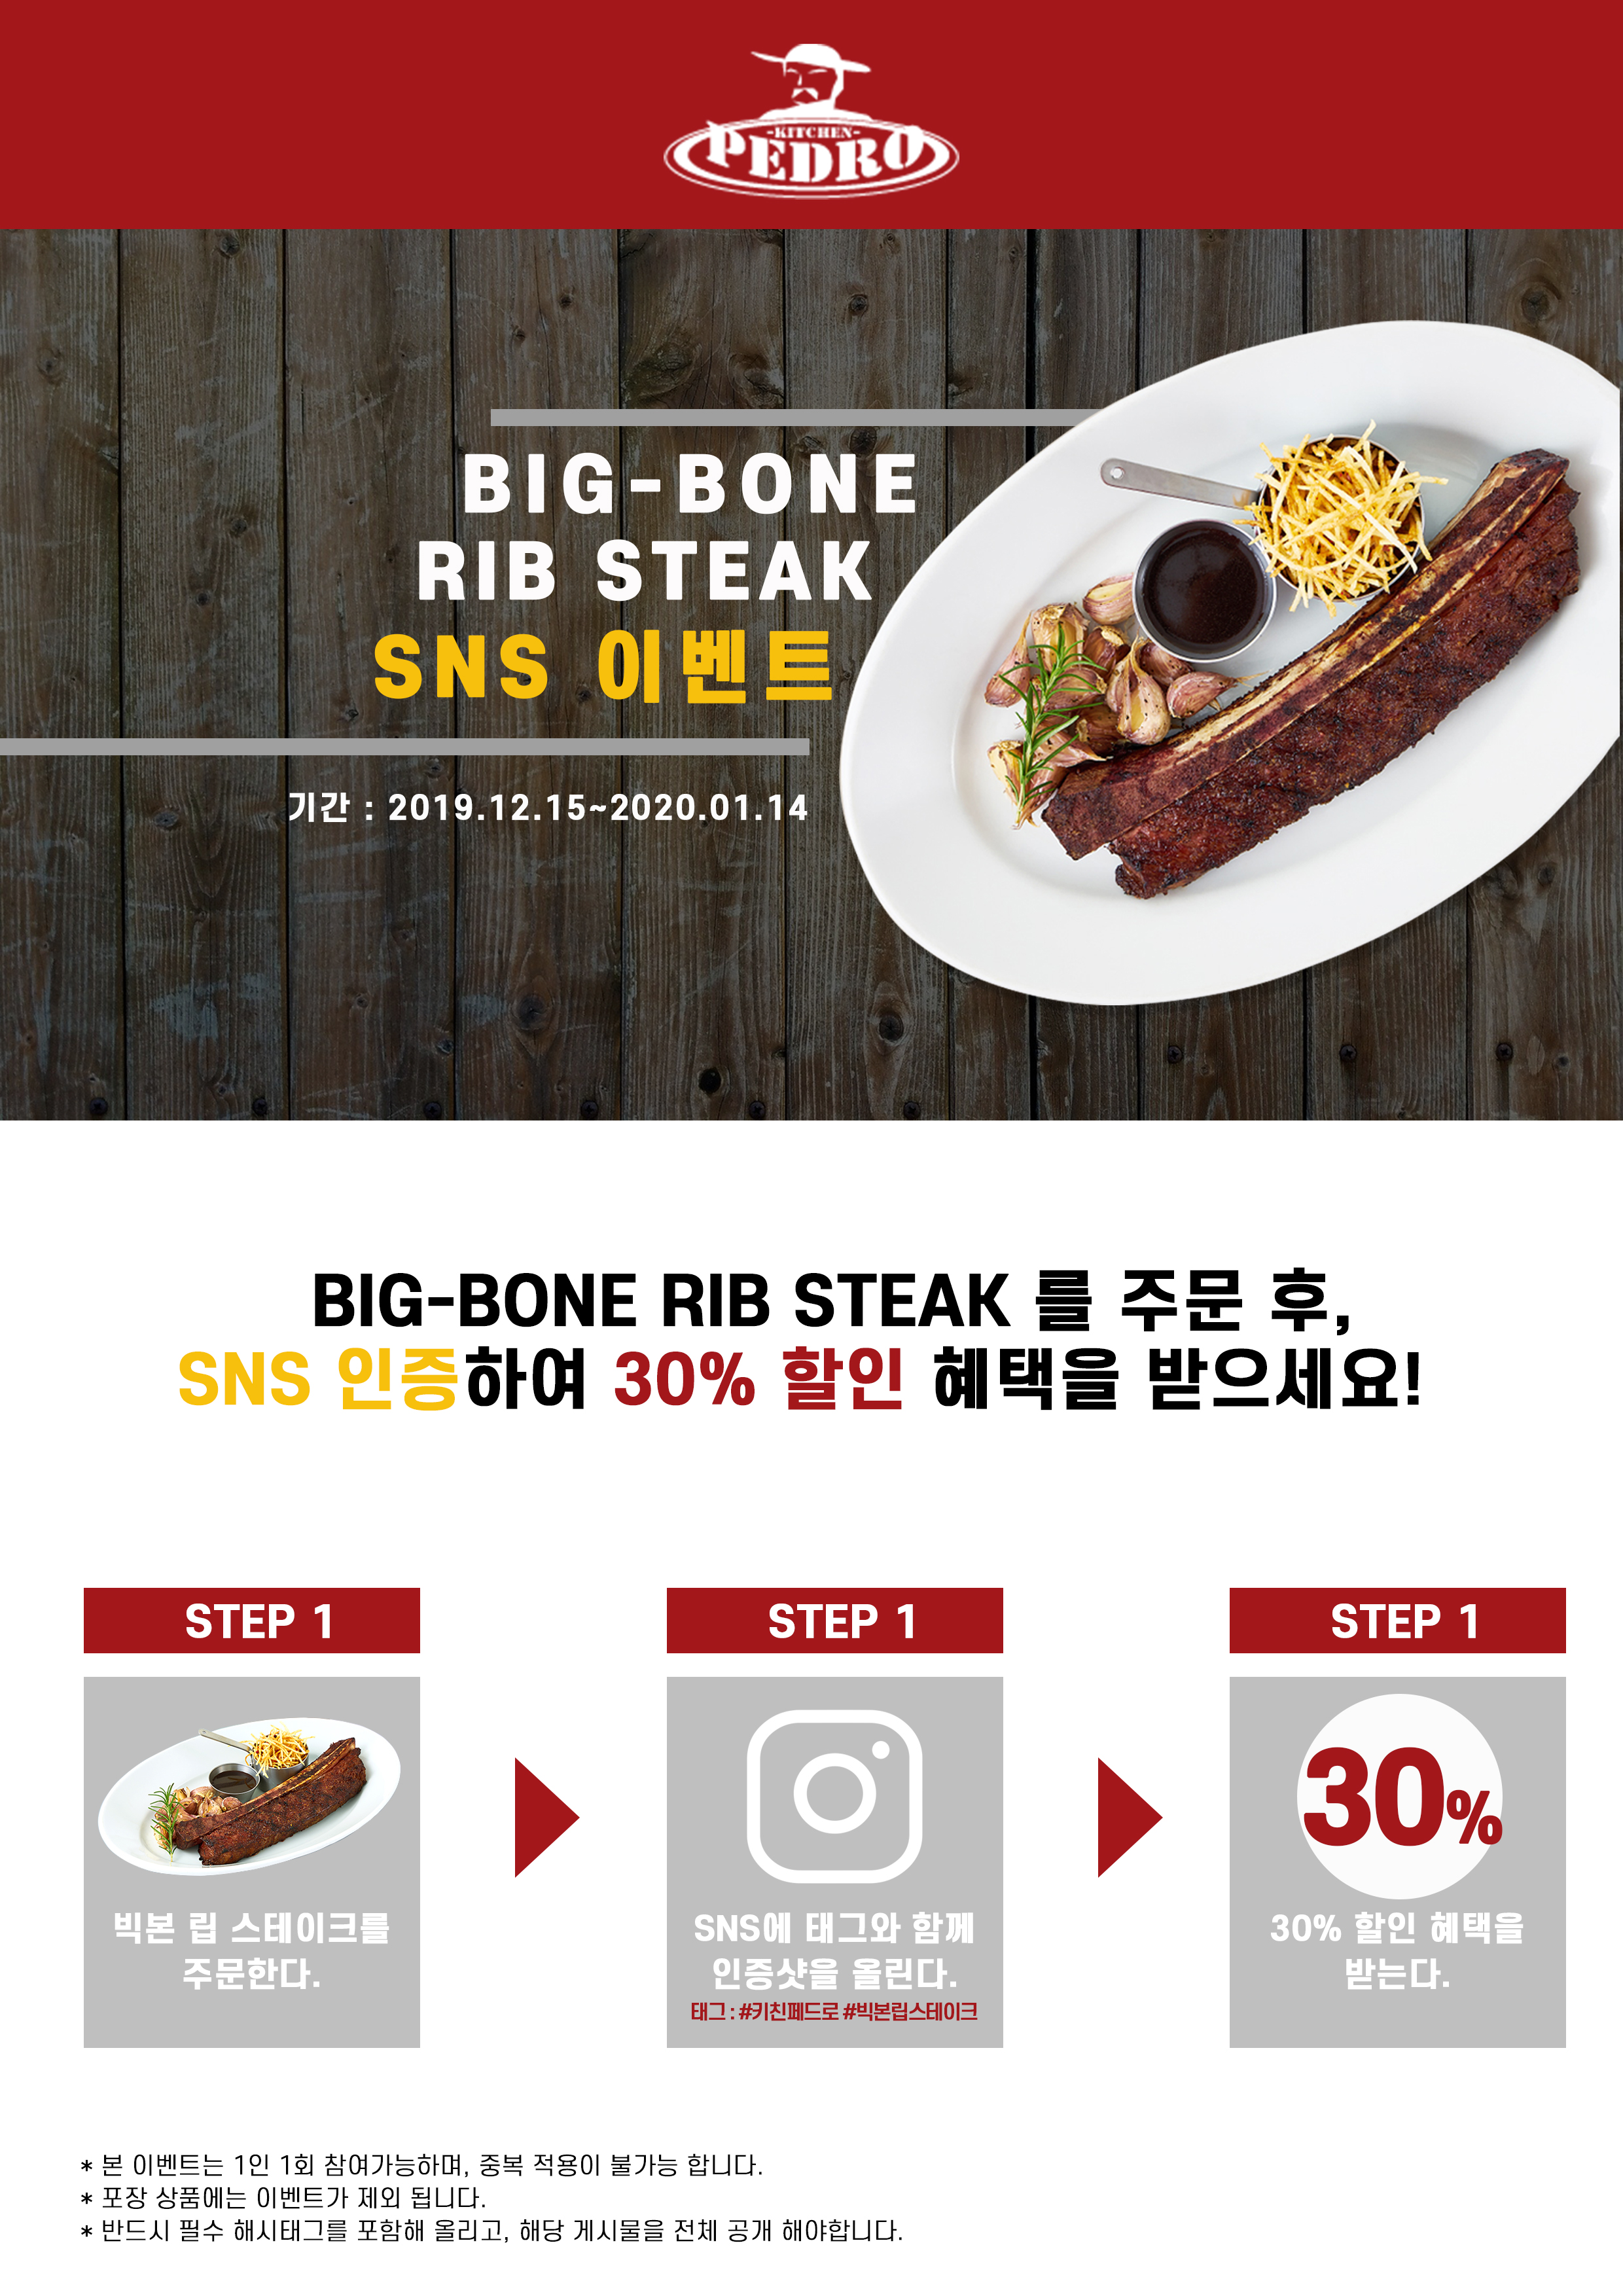 -KITCHEN-
PEDRO
BIG-BONE
RIB STEAK
SNS 이벤트
기간 : 2019.12.15~2020.01.14
BIG-BONE RIB STEAK 를 주문 후,
SNS 인증하여 30% 할인 혜택을 받으세요!
STEP 1
빅본 립 스테이크를
주문한다.
STEP 1
SNS에 태그와 함께
인증샷을 올린다.
태그 : #키친페드로 #빅본립스테이크
STEP 1
30%
30% 할인 혜택을
받는다.
* 본 이벤트는 1인 1회 참여가능하며, 중복 적용이 불가능 합니다.
* 포장 상품에는 이벤트가 제외 됩니다.
* 반드시 필수 해시태그를 포함해 올리고, 해당 게시물을 전체 공개 해야합니다.